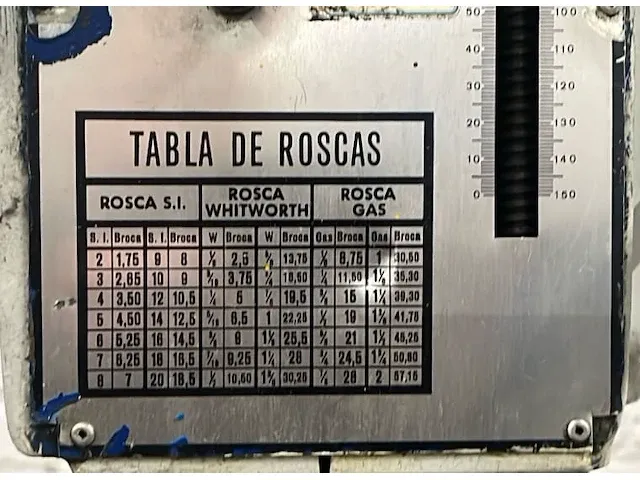 50 100
40 110
30 120
20 130
10 140
0 150
TABLA DE ROSCAS
ROSCA S.I. ROSCA WHITWORTH ROSCA GAS
S. I. Broca S. I. Broca W Broca W Broca Gas Broca Gas Broca
2 1,75 9 8 2,5 13,75 8,75 1 30,50
3 2,65 10 9 3,75 16,50 11,50 35,30
4 3,50 12 10,5 5 19,5 15 39,30
5 4,50 14 12,5 6,5 1 22,25 19 41,75
6 5,25 16 14,5 9 25,5 21 45,25
7 6,25 18 16,5 9,25 28 24,5 50,80
8 7 20 18,5 10,50 30,25 28 2 57,15